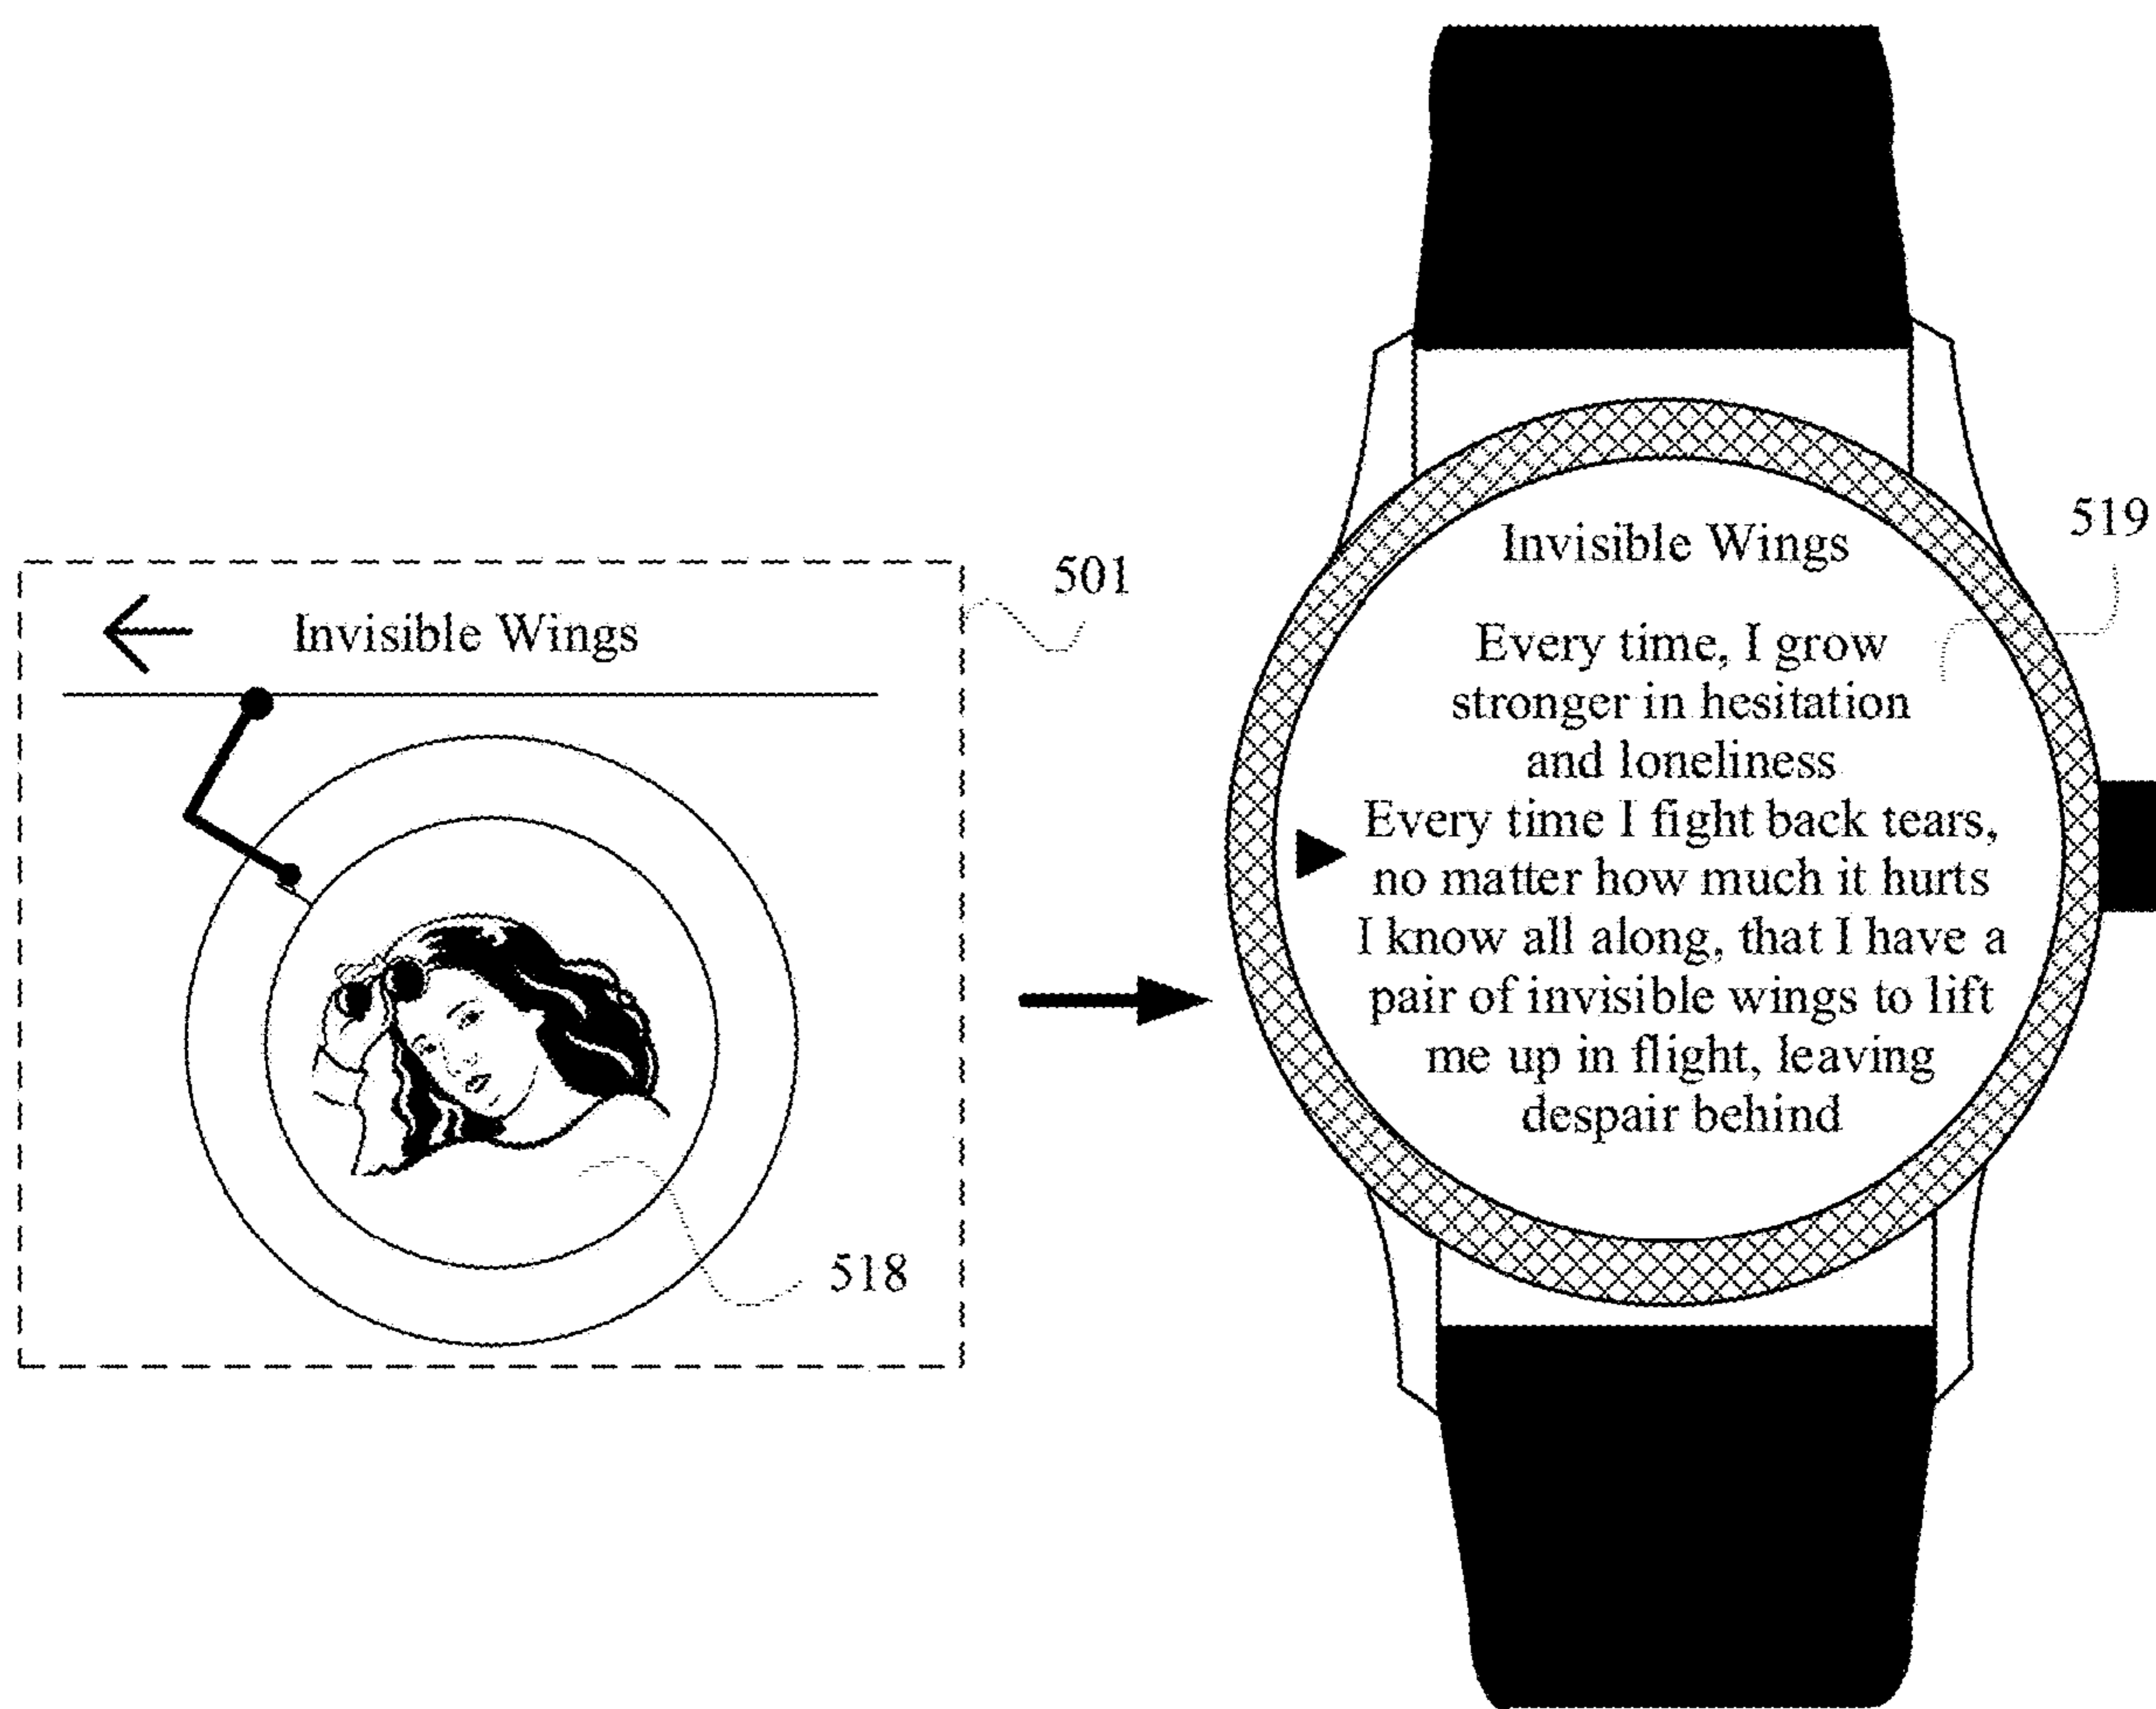 Invisible Wings
501
518
Invisible Wings
519
Every time, I grow
stronger in hesitation
and loneliness
Every time I fight back tears,
no matter how much it hurts
I know all along, that I have a
pair of invisible wings to lift
me up in flight, leaving
despair behind